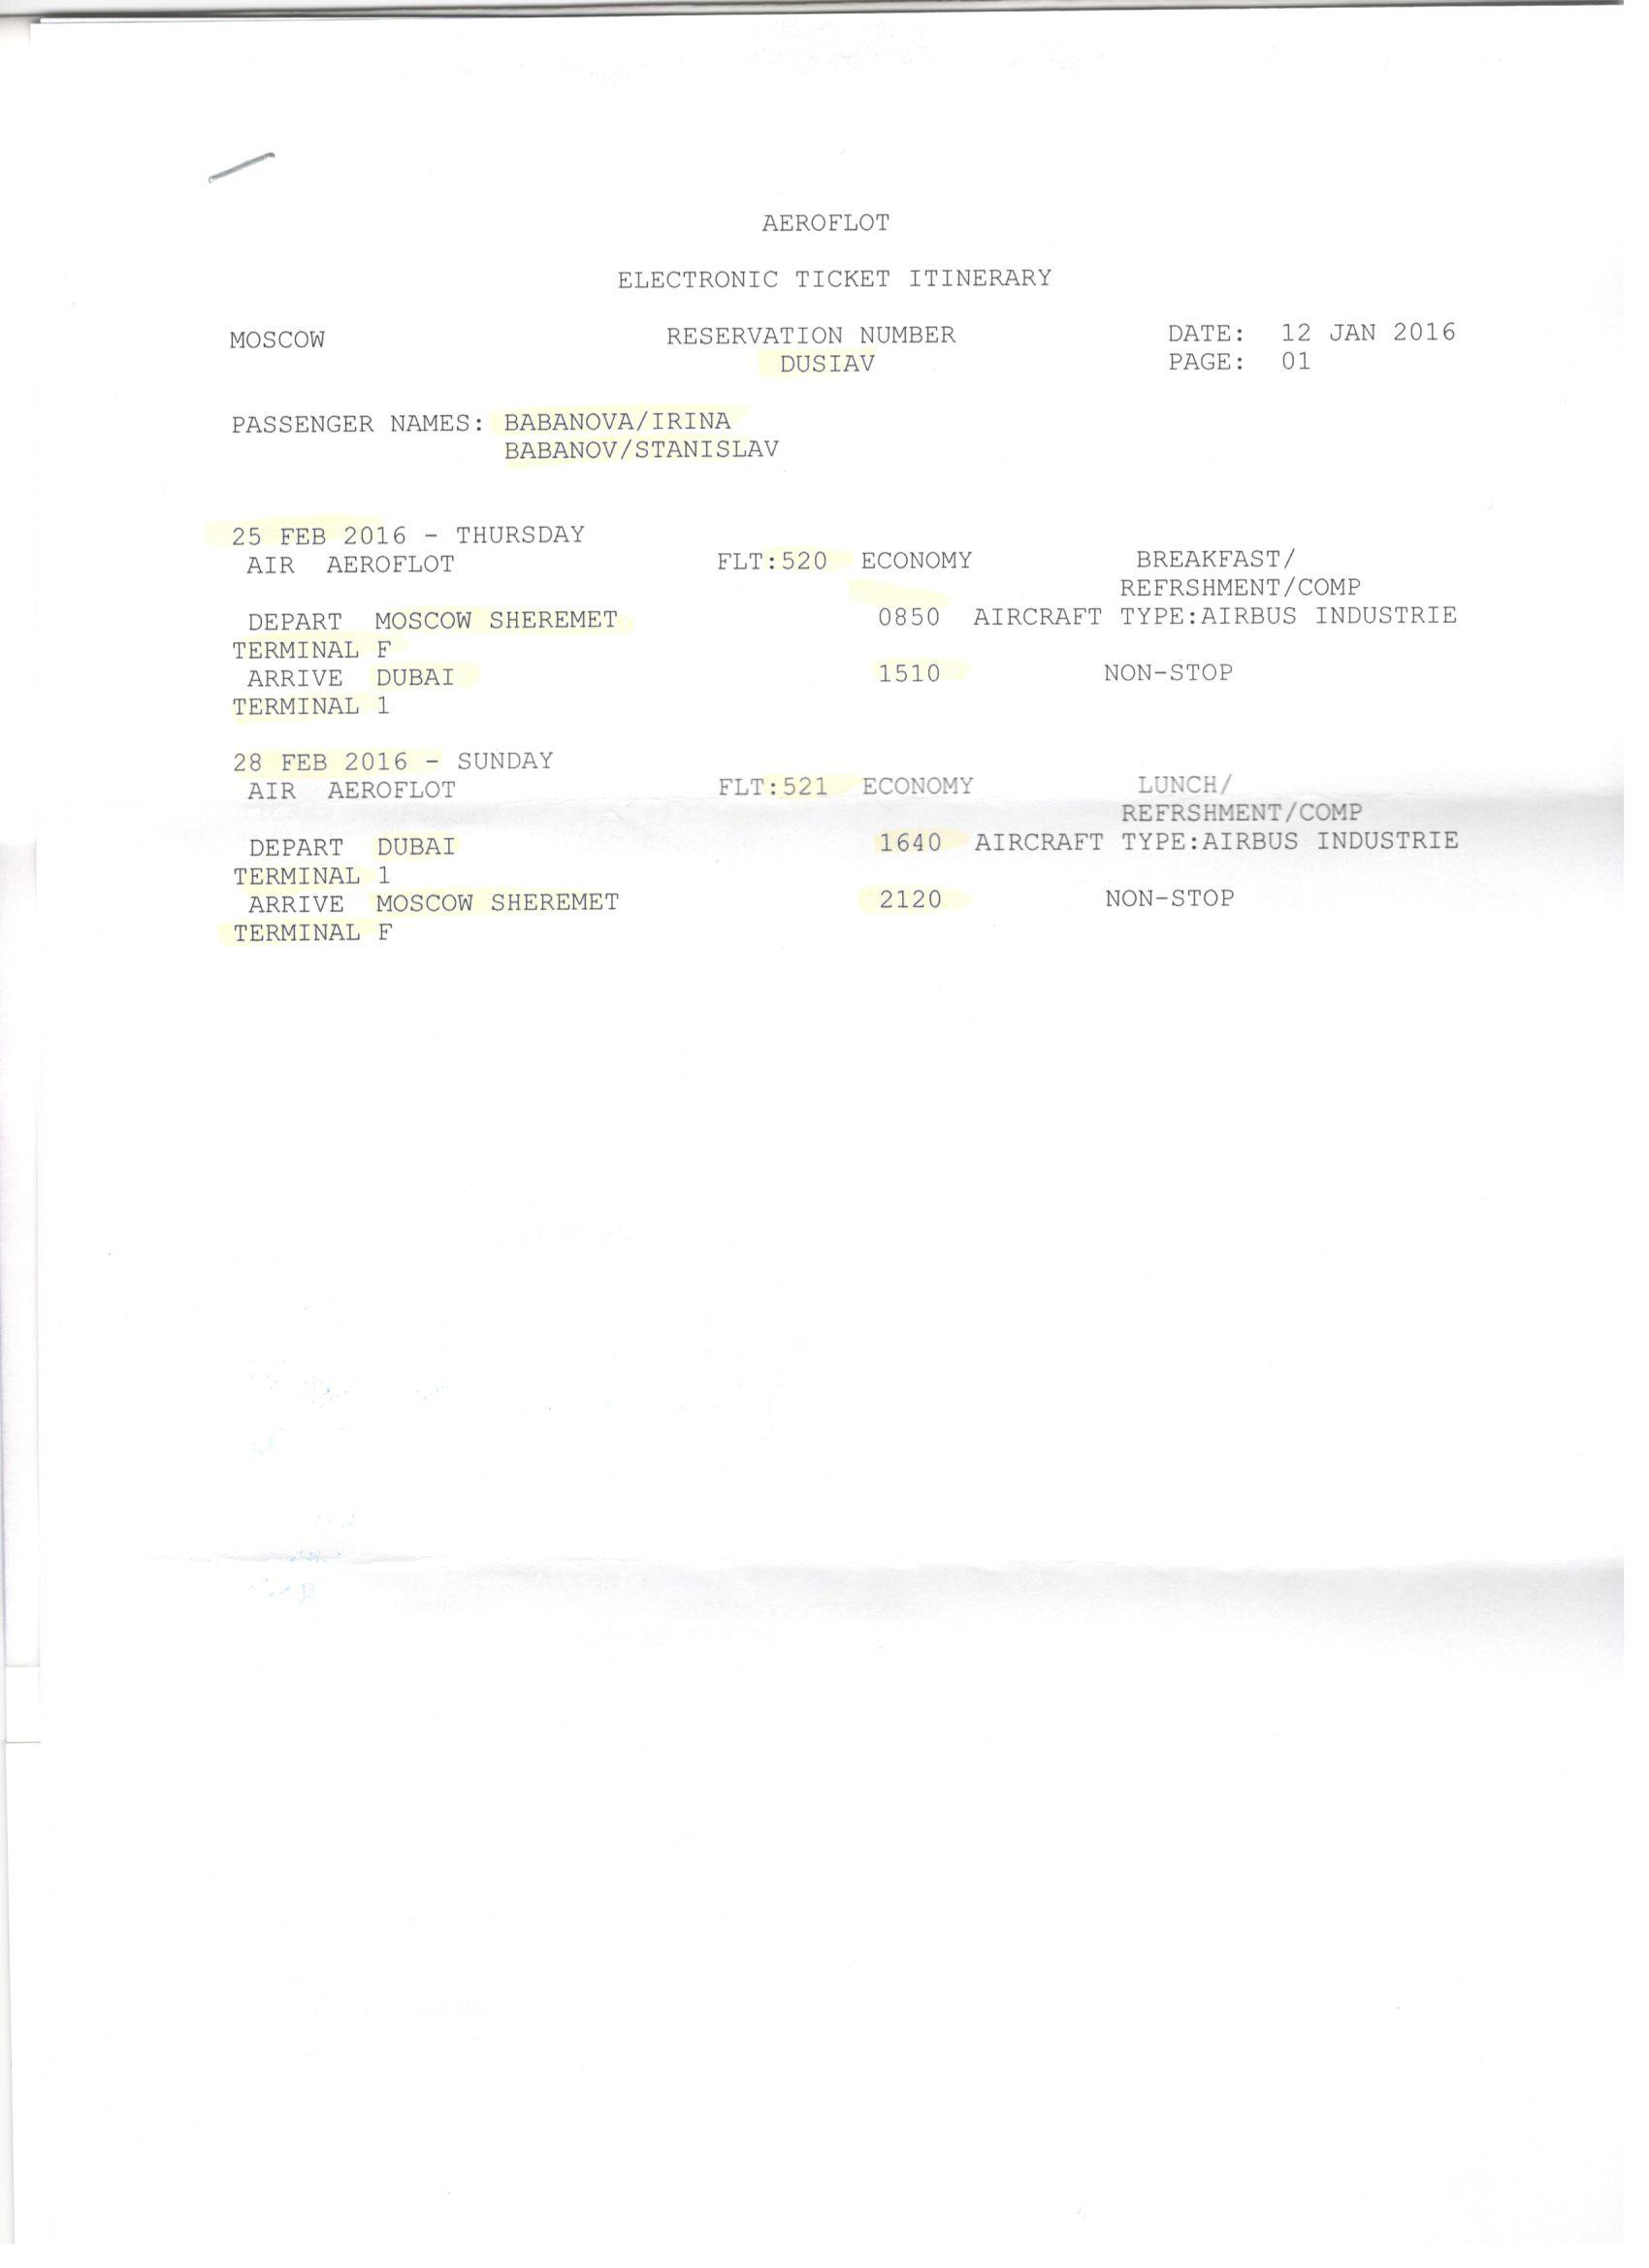 AEROFLOT
ELECTRONIC TICKET ITINERARY
MOSCOW RESERVATION NUMBER DATE: 12 JAN 2016
DUSIAV PAGE: 01
PASSENGER NAMES: BABANOVA/IRINA
BABANOV/STANISLAV
25 FEB 2016 - THURSDAY
AIR AEROFLOT FLT:520 ECONOMY BREAKFAST/
REFRSHMENT/COMP
DEPART MOSCOW SHEREMET 0850 AIRCRAFT TYPE:AIRBUS INDUSTRIE
TERMINAL F
ARRIVE DUBAI 1510 NON-STOP
TERMINAL 1
28 FEB 2016 - SUNDAY
AIR AEROFLOT FLT:521 ECONOMY LUNCH/
REFRSHMENT/COMP
DEPART DUBAI 1640 AIRCRAFT TYPE:AIRBUS INDUSTRIE
TERMINAL 1
ARRIVE MOSCOW SHEREMET 2120 NON-STOP
TERMINAL F